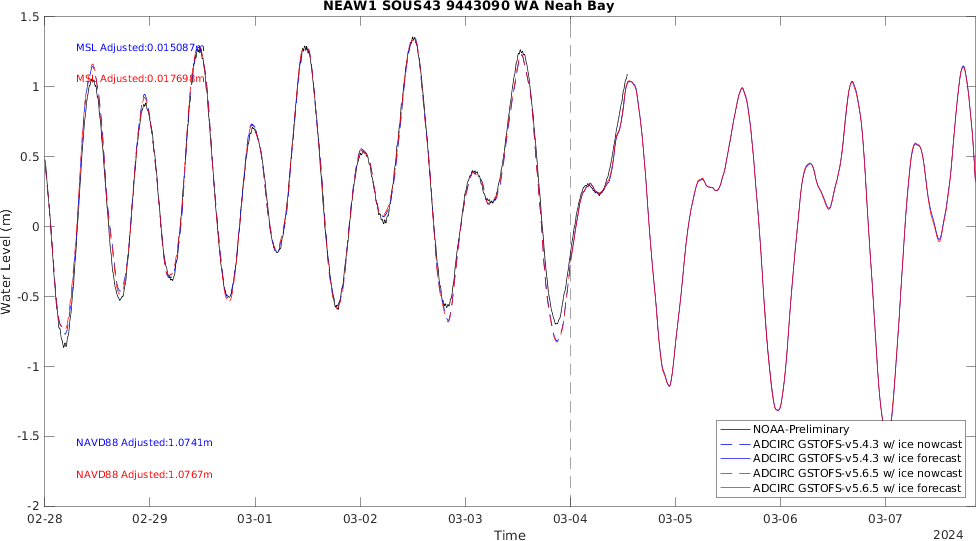 NEAW1 SOUS43 9443090 WA Neah Bay
1.5
1
0.5
0
-0.5
-1
-1.5
-2
Water Level (m)
MSL Adjusted:0.015087m
MSL Adjusted:0.017698m
NAVD88 Adjusted:1.0741m
NAVD88 Adjusted:1.0767m
NOAA-Preliminary
ADCIRC GSTOFS-v5.4.3 w/ ice nowcast
ADCIRC GSTOFS-v5.4.3 w/ ice forecast
ADCIRC GSTOFS-v5.6.5 w/ ice nowcast
ADCIRC GSTOFS-v5.6.5 w/ ice forecast
02-28 02-29 03-01 03-02 03-03 03-04 03-05 03-06 03-07
Time
2024